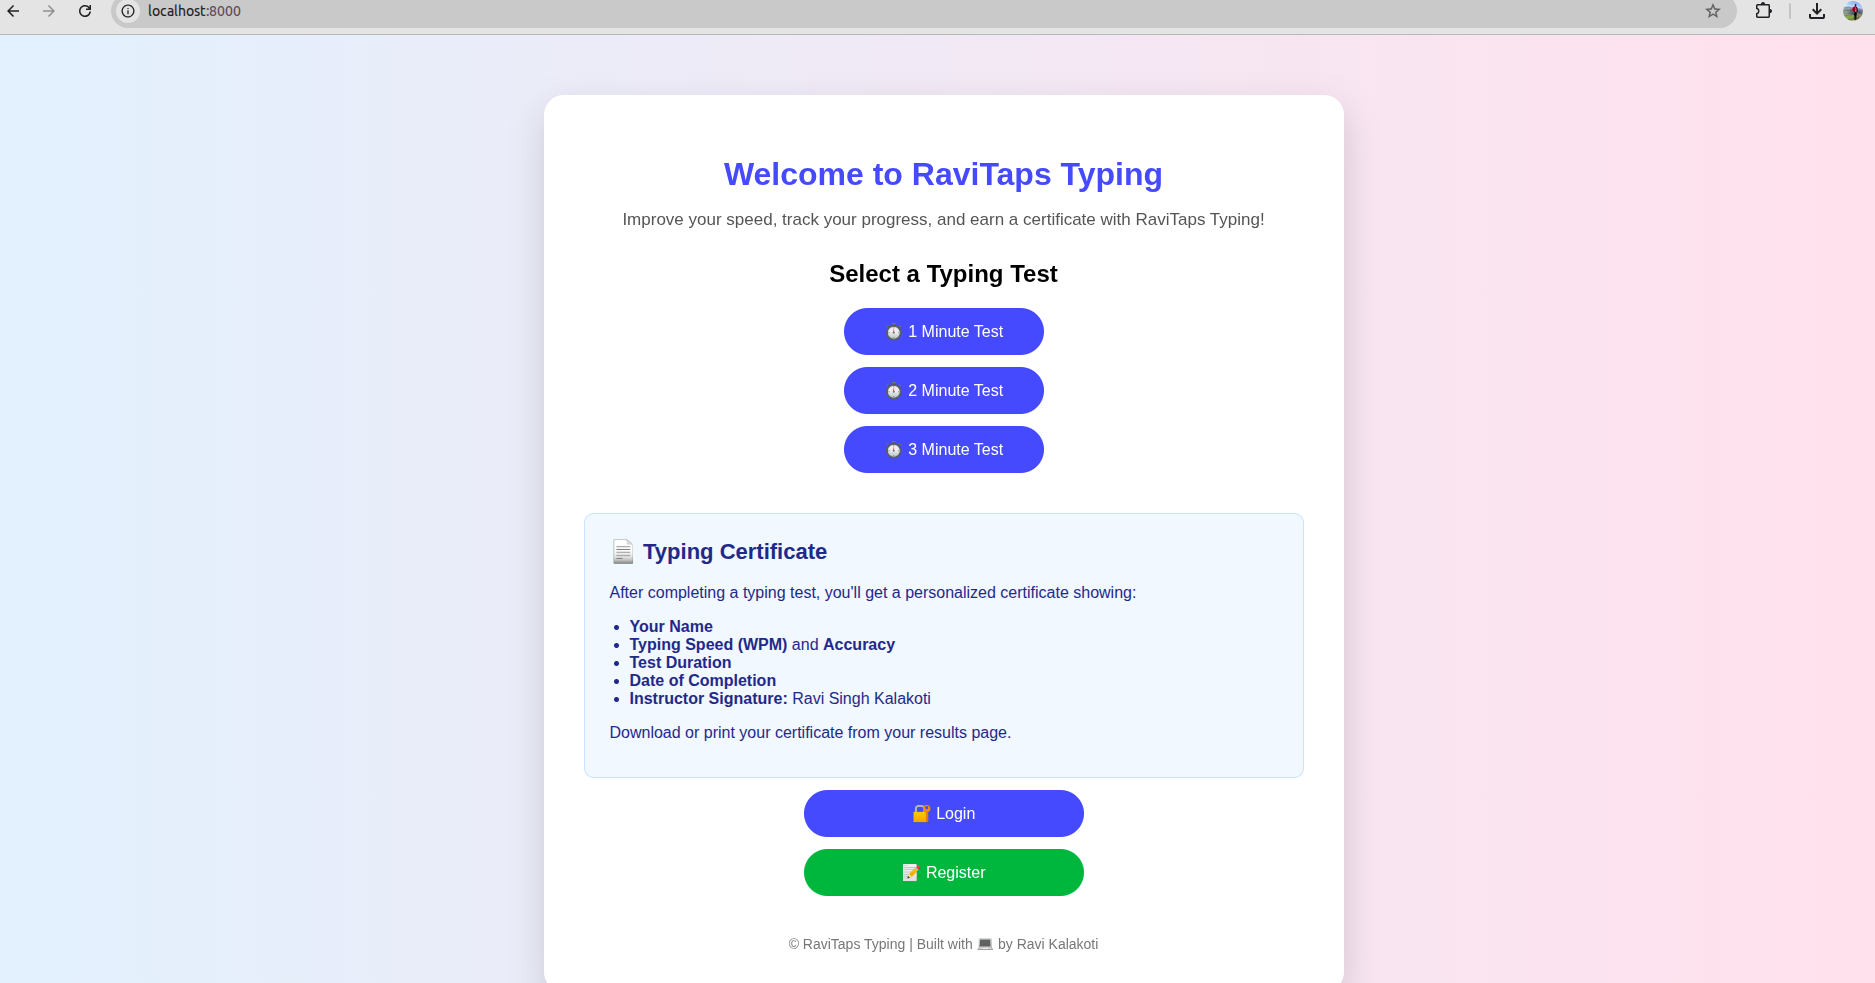 localhost:8000
Welcome to RaviTaps Typing
Improve your speed, track your progress, and earn a certificate with RaviTaps Typing!
Select a Typing Test
1 Minute Test
2 Minute Test
3 Minute Test
Typing Certificate
After completing a typing test, you'll get a personalized certificate showing:
• Your Name
• Typing Speed (WPM) and Accuracy
• Test Duration
• Date of Completion
• Instructor Signature: Ravi Singh Kalakoti
Download or print your certificate from your results page.
Login
Register
© RaviTaps Typing | Built with 💻 by Ravi Kalakoti